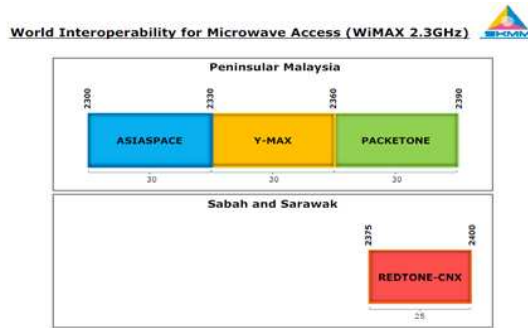 World Interoperability for Microwave Access (WiMAX 2.3GHz)
SKMM
Peninsular Malaysia
2300
2330
2360
2390
ASIASPACE
Y-MAX
PACKETONE
30
30
30
Sabah and Sarawak
2375
2400
REDTONE-CNX
25